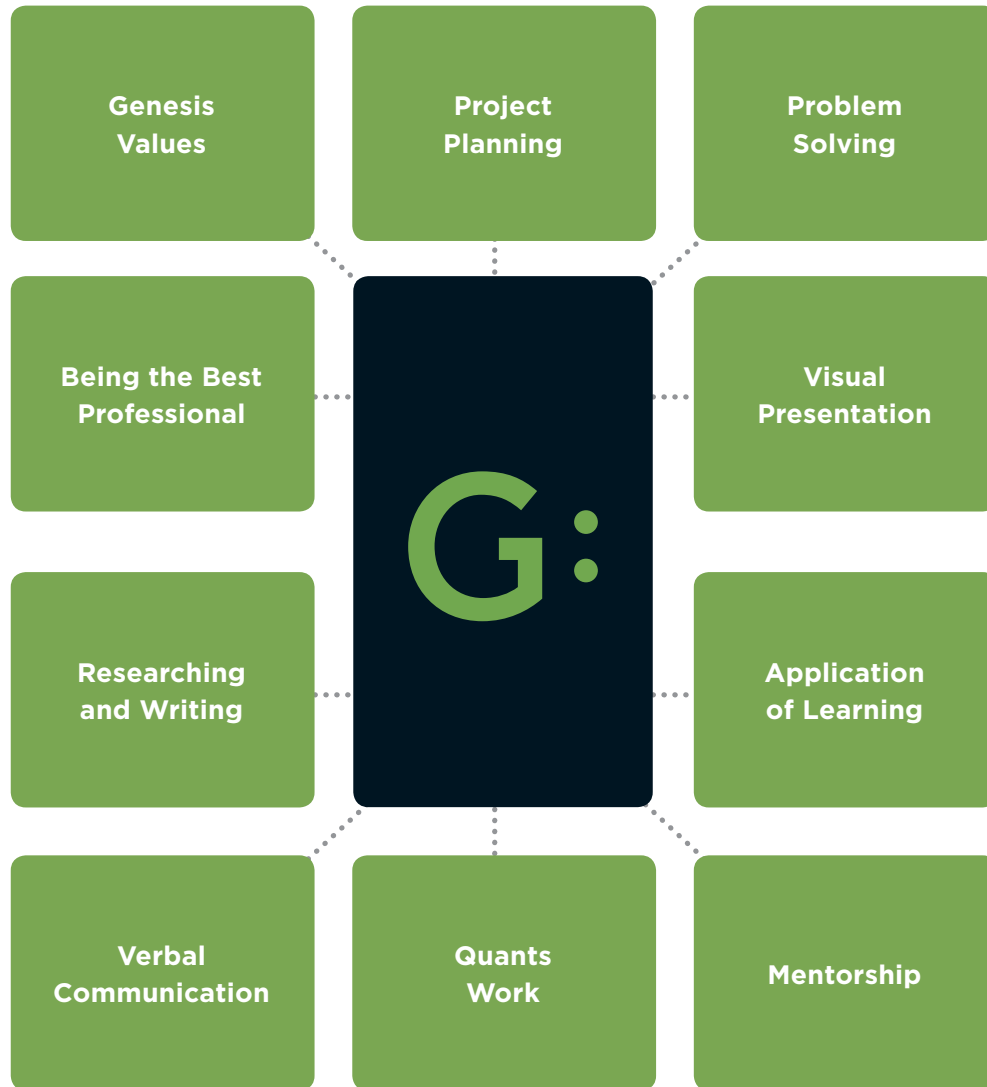 Genesis
Values
Project
Planning
Problem
Solving
Being the Best
Professional
Visual
Presentation
G:
Researching
and Writing
Application
of Learning
Verbal
Communication
Quants
Work
Mentorship